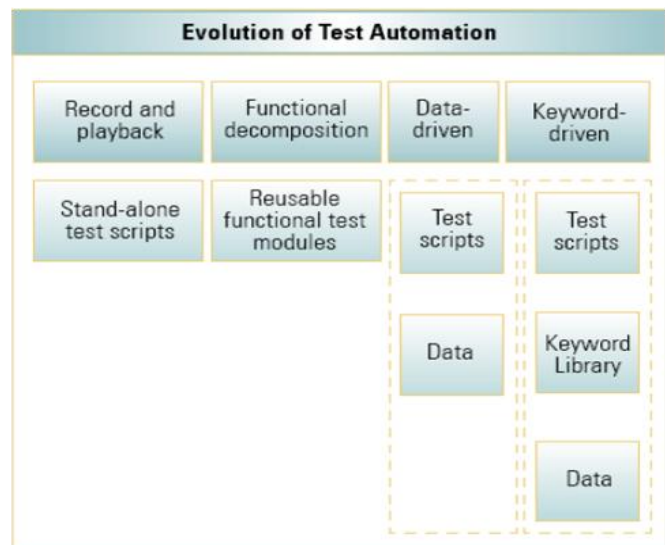 Evolution of Test Automation
Record and
playback
Functional
decomposition
Data-
driven
Keyword-
driven
Stand-alone
test scripts
Reusable
functional test
modules
Test
scripts
Test
scripts
Data
Keyword
Library
Data